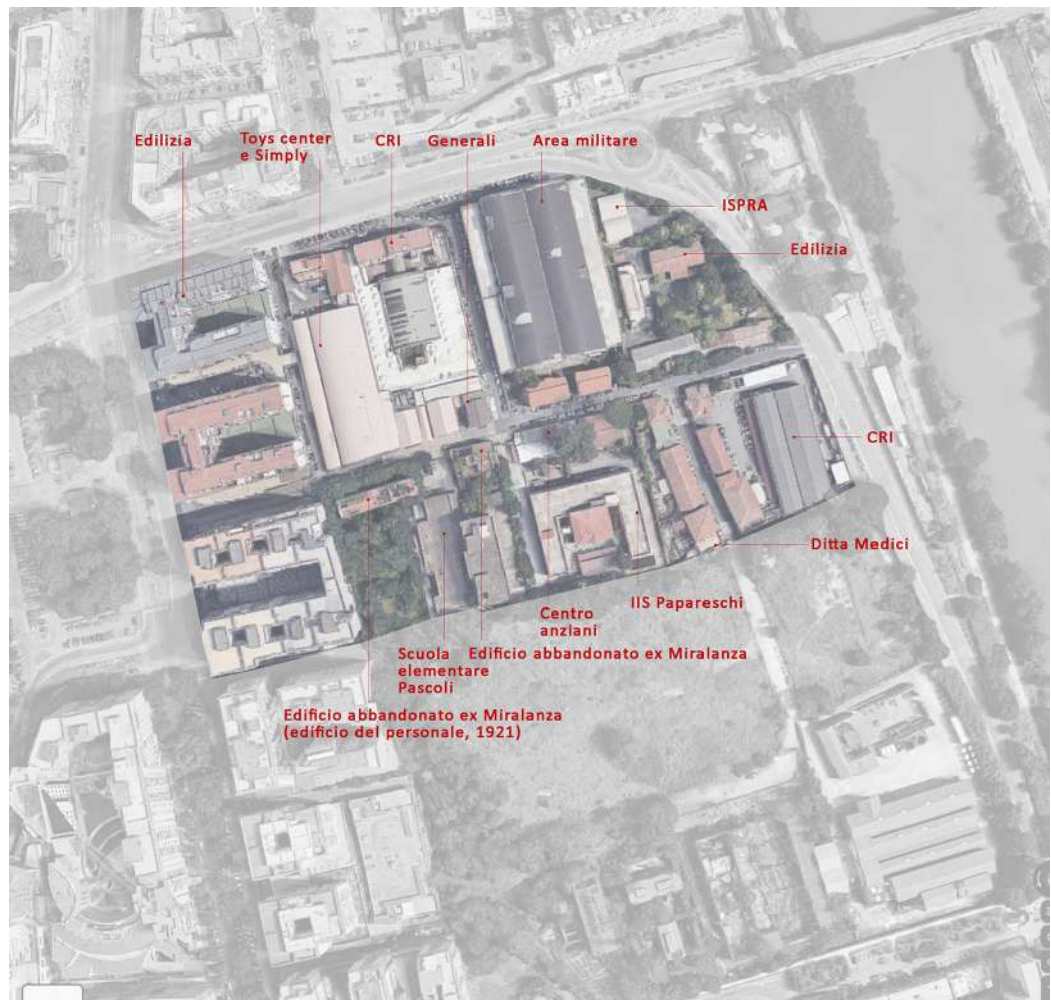 Edilizia
Toys center
e Simply
CRI
Generali
Area militare
ISPRA
Edilizia
CRI
Ditta Medici
IIS Papareschi
Centro
anziani
Scuola
elementare
Pascoli
Edificio abbandonato ex Miralanza
Edificio abbandonato ex Miralanza
(edificio del personale, 1921)